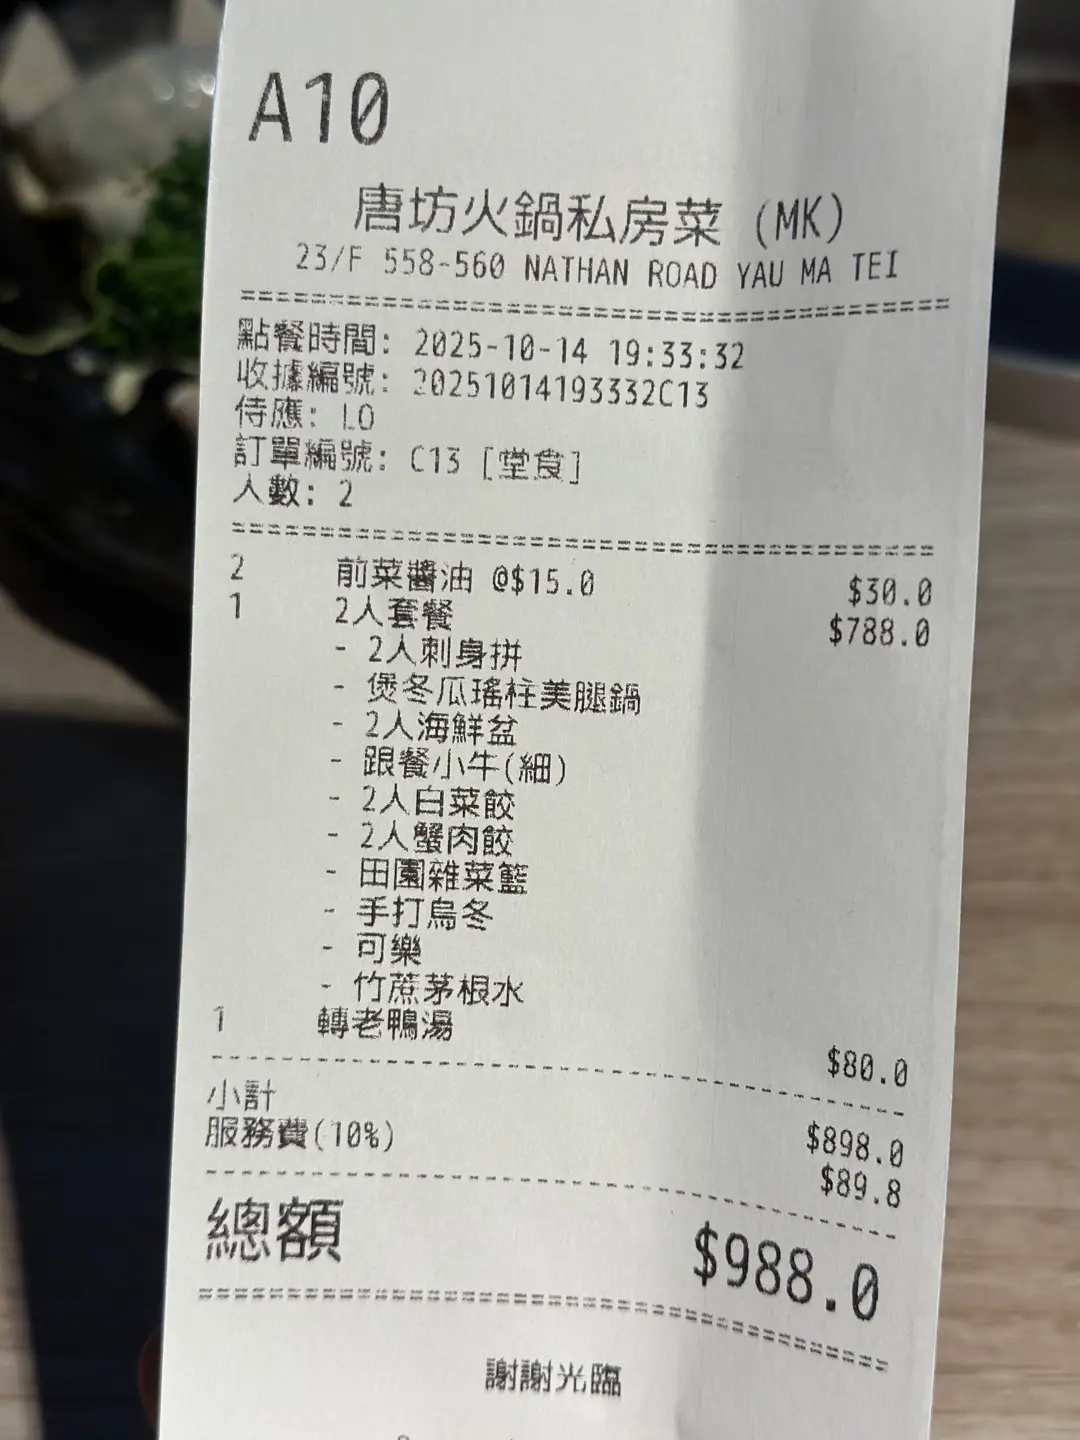 A10
唐坊火鍋私房菜 (MK)
23/F 558-560 NATHAN ROAD YAU MA TEI
點餐時間: 2025-10-14 19:33:32
收據編號: 20251014193332C13
侍應: LO
訂單編號: C13 [堂食]
人數: 2
2 前菜醬油 @$15.0 $30.0
1 2人套餐 $788.0
- 2人刺身拼
- 煲冬瓜瑤柱美腿鍋
- 2人海鮮盆
- 跟餐小牛(細)
- 2人白菜餃
- 2人蟹肉餃
- 田園雜菜籃
- 手打烏冬
- 可樂
- 竹蔗茅根水
1 轉老鴨湯 $80.0
小計 $898.0
服務費(10%) $89.8
總額 $988.0
謝謝光臨